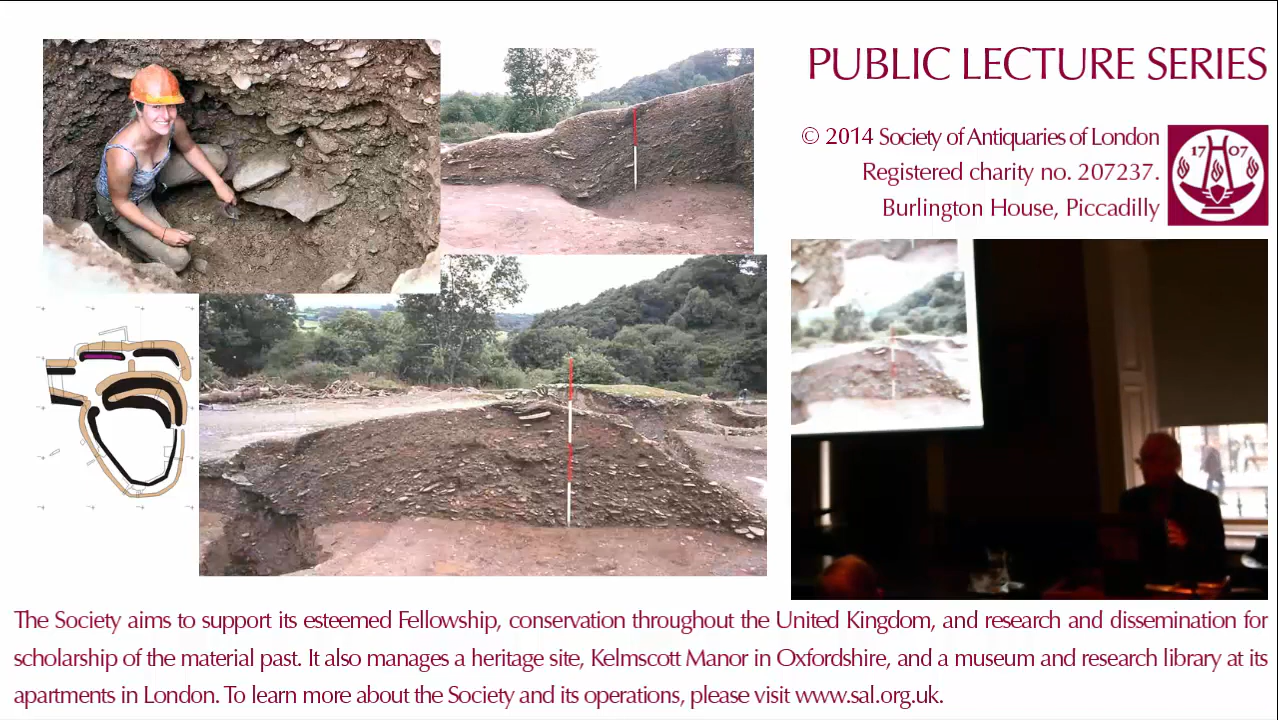 PUBLIC LECTURE SERIES
© 2014 Society of Antiquaries of London
Registered charity no. 207237.
Burlington House, Piccadilly
17 07
The Society aims to support its esteemed Fellowship, conservation throughout the United Kingdom, and research and dissemination for
scholarship of the material past. It also manages a heritage site, Kelmscott Manor in Oxfordshire, and a museum and research library at its
apartments in London. To learn more about the Society and its operations, please visit www.sal.org.uk.